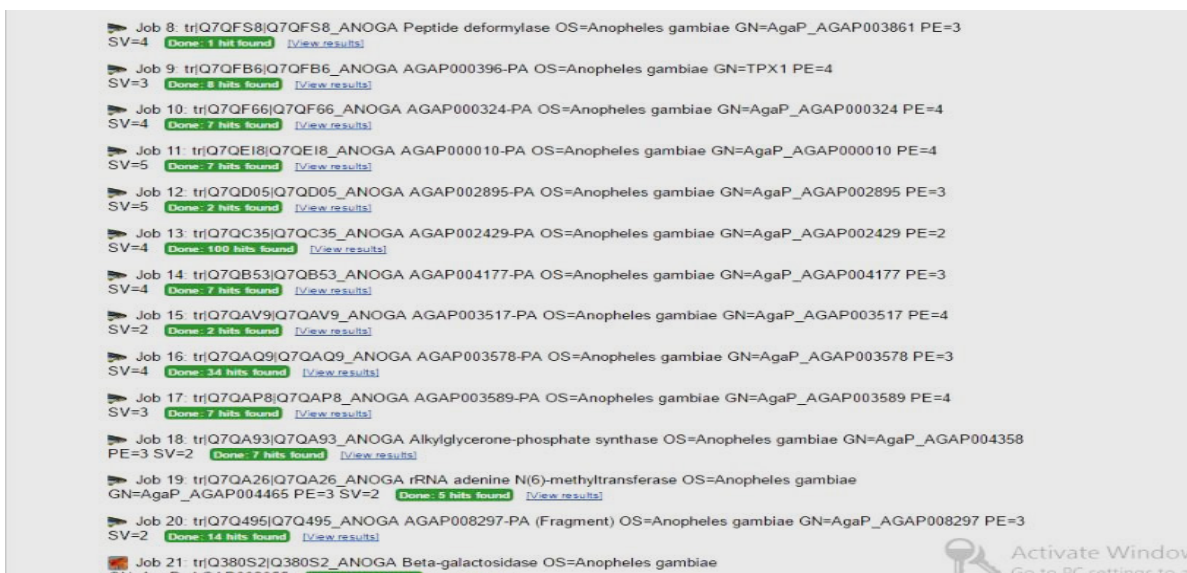 Job 8: tr|Q7QFS8|Q7QFS8_ANOGA Peptide deformylase OS=Anopheles gambiae GN=AgaP_AGAP003861 PE=3
SV=4 Done: 1 hit found [View results]
Job 9: tr|Q7QFB6|Q7QFB6_ANOGA AGAP000396-PA OS=Anopheles gambiae GN=TPX1 PE=4
SV=3 Done: 8 hits found [View results]
Job 10: tr|Q7QF66|Q7QF66_ANOGA AGAP000324-PA OS=Anopheles gambiae GN=AgaP_AGAP000324 PE=4
SV=4 Done: 7 hits found [View results]
Job 11: tr|Q7QEI8|Q7QEI8_ANOGA AGAP000010-PA OS=Anopheles gambiae GN=AgaP_AGAP000010 PE=4
SV=5 Done: 7 hits found [View results]
Job 12: tr|Q7QD05|Q7QD05_ANOGA AGAP002895-PA OS=Anopheles gambiae GN=AgaP_AGAP002895 PE=3
SV=5 Done: 2 hits found [View results]
Job 13: tr|Q7QC35|Q7QC35_ANOGA AGAP002429-PA OS=Anopheles gambiae GN=AgaP_AGAP002429 PE=2
SV=4 Done: 100 hits found [View results]
Job 14: tr|Q7QB53|Q7QB53_ANOGA AGAP004177-PA OS=Anopheles gambiae GN=AgaP_AGAP004177 PE=3
SV=4 Done: 7 hits found [View results]
Job 15: tr|Q7QAV9|Q7QAV9_ANOGA AGAP003517-PA OS=Anopheles gambiae GN=AgaP_AGAP003517 PE=4
SV=2 Done: 2 hits found [View results]
Job 16: tr|Q7QAQ9|Q7QAQ9_ANOGA AGAP003578-PA OS=Anopheles gambiae GN=AgaP_AGAP003578 PE=3
SV=4 Done: 34 hits found [View results]
Job 17: tr|Q7QAP8|Q7QAP8_ANOGA AGAP003589-PA OS=Anopheles gambiae GN=AgaP_AGAP003589 PE=4
SV=3 Done: 7 hits found [View results]
Job 18: tr|Q7QA93|Q7QA93_ANOGA Alkylglycerone-phosphate synthase OS=Anopheles gambiae GN=AgaP_AGAP004358
PE=3 SV=2 Done: 7 hits found [View results]
Job 19: tr|Q7QA26|Q7QA26_ANOGA rRNA adenine N(6)-methyltransferase OS=Anopheles gambiae
GN=AgaP_AGAP004465 PE=3 SV=2 Done: 5 hits found [View results]
Job 20: tr|Q7Q495|Q7Q495_ANOGA AGAP008297-PA (Fragment) OS=Anopheles gambiae GN=AgaP_AGAP008297 PE=3
SV=2 Done: 14 hits found [View results]
Job 21: tr|Q380S2|Q380S2_ANOGA Beta-galactosidase OS=Anopheles gambiae
Activate Window